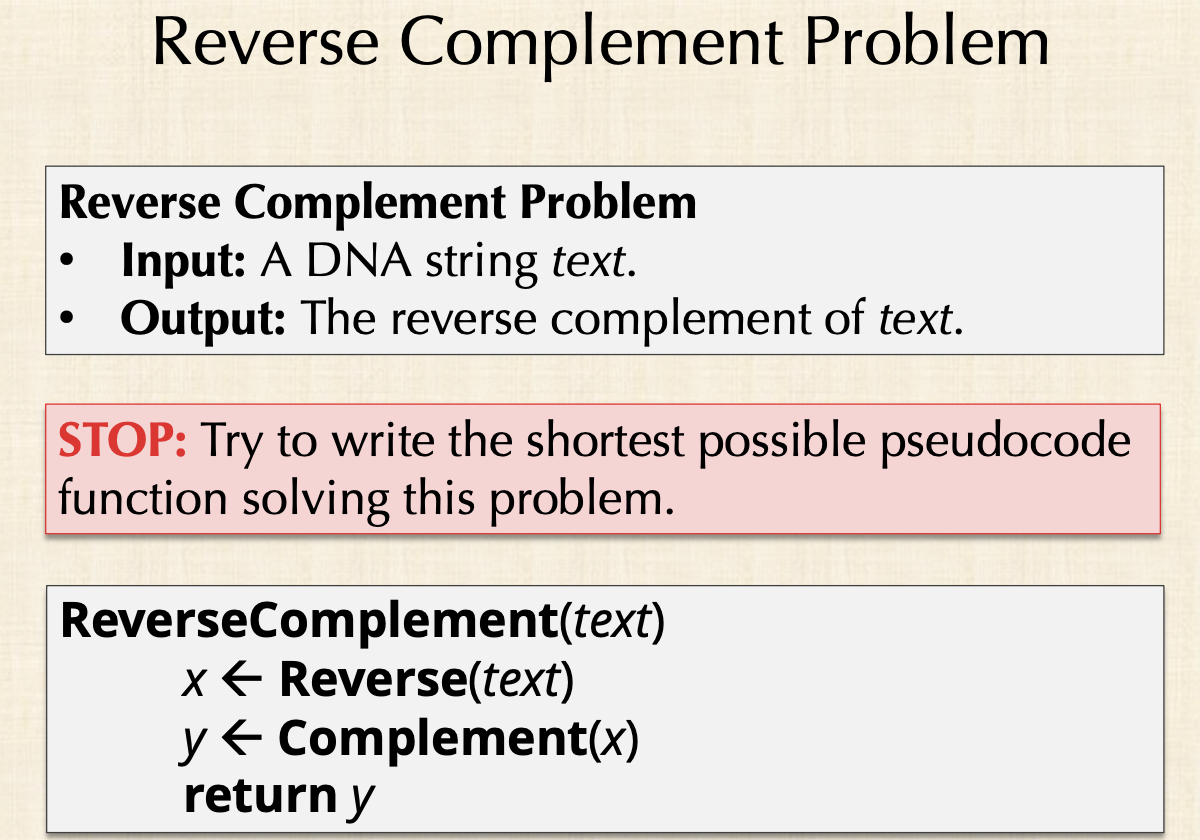 Reverse Complement Problem
Reverse Complement Problem
• Input: A DNA string text.
• Output: The reverse complement of text.
STOP: Try to write the shortest possible pseudocode
function solving this problem.
ReverseComplement(text)
x ← Reverse(text)
y ← Complement(x)
return y